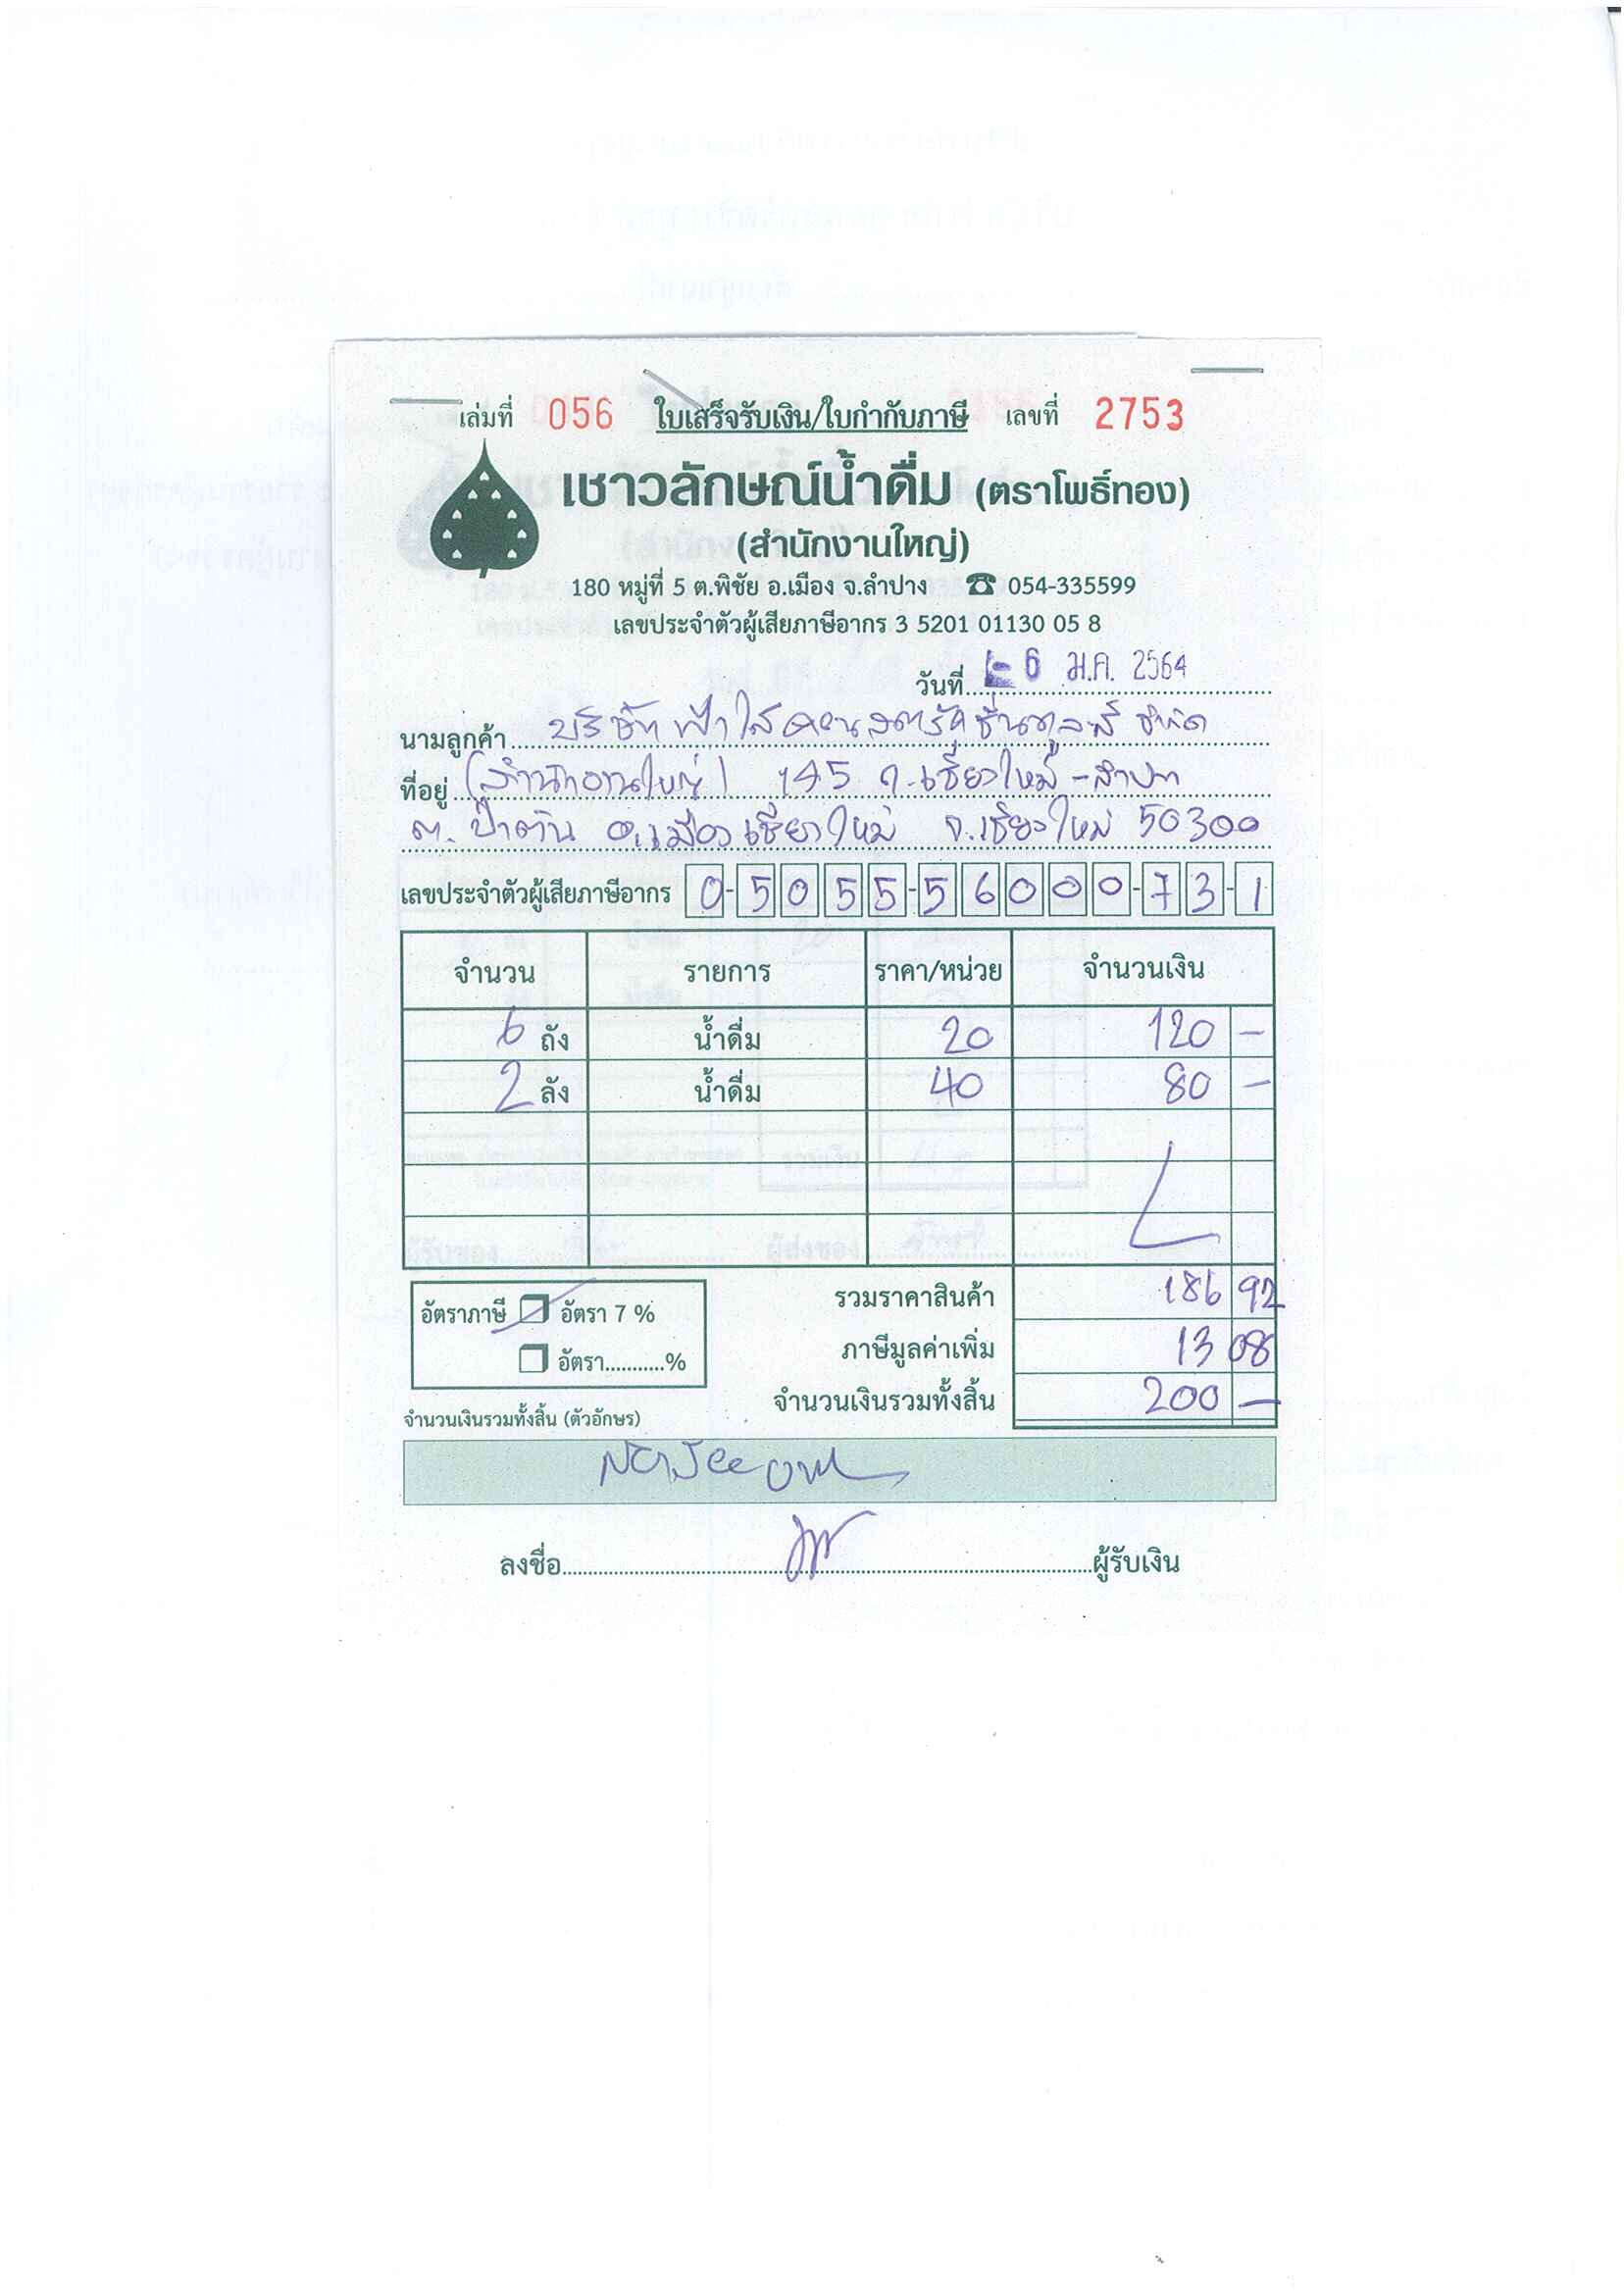 เล่มที่ 056 ใบเสร็จรับเงิน/ใบกำกับภาษี เลขที่ 2753
เชาวลักษณ์น้ำดื่ม (ตราโพธิ์ทอง)
(สำนักงานใหญ่)
180 หมู่ที่ 5 ต.พิชัย อ.เมือง จ.ลำปาง ☎ 054-335599
เลขประจำตัวผู้เสียภาษีอากร 3 5201 01130 05 8
วันที่ - 6 ม.ค. 2564
นามลูกค้า บริษัท ฟ้าใสคอนสตรัคชั่นทูลส์ จำกัด
ที่อยู่ (สำนักงานใหญ่) 145 ถ.เชียงใหม่-ลำปาง
ต.ป่าตัน อ.เมืองเชียงใหม่ จ.เชียงใหม่ 50300
เลขประจำตัวผู้เสียภาษีอากร 0-5055-56000-73-1
จำนวน รายการ ราคา/หน่วย จำนวนเงิน
6 ถัง น้ำดื่ม 20 120 -
2 ลัง น้ำดื่ม 40 80 -
รวมราคาสินค้า 186 92
อัตราภาษี อัตรา 7 %
ภาษีมูลค่าเพิ่ม 13 08
อัตรา...........%
จำนวนเงินรวมทั้งสิ้น 200 -
จำนวนเงินรวมทั้งสิ้น (ตัวอักษร)
ลงชื่อ ผู้รับเงิน